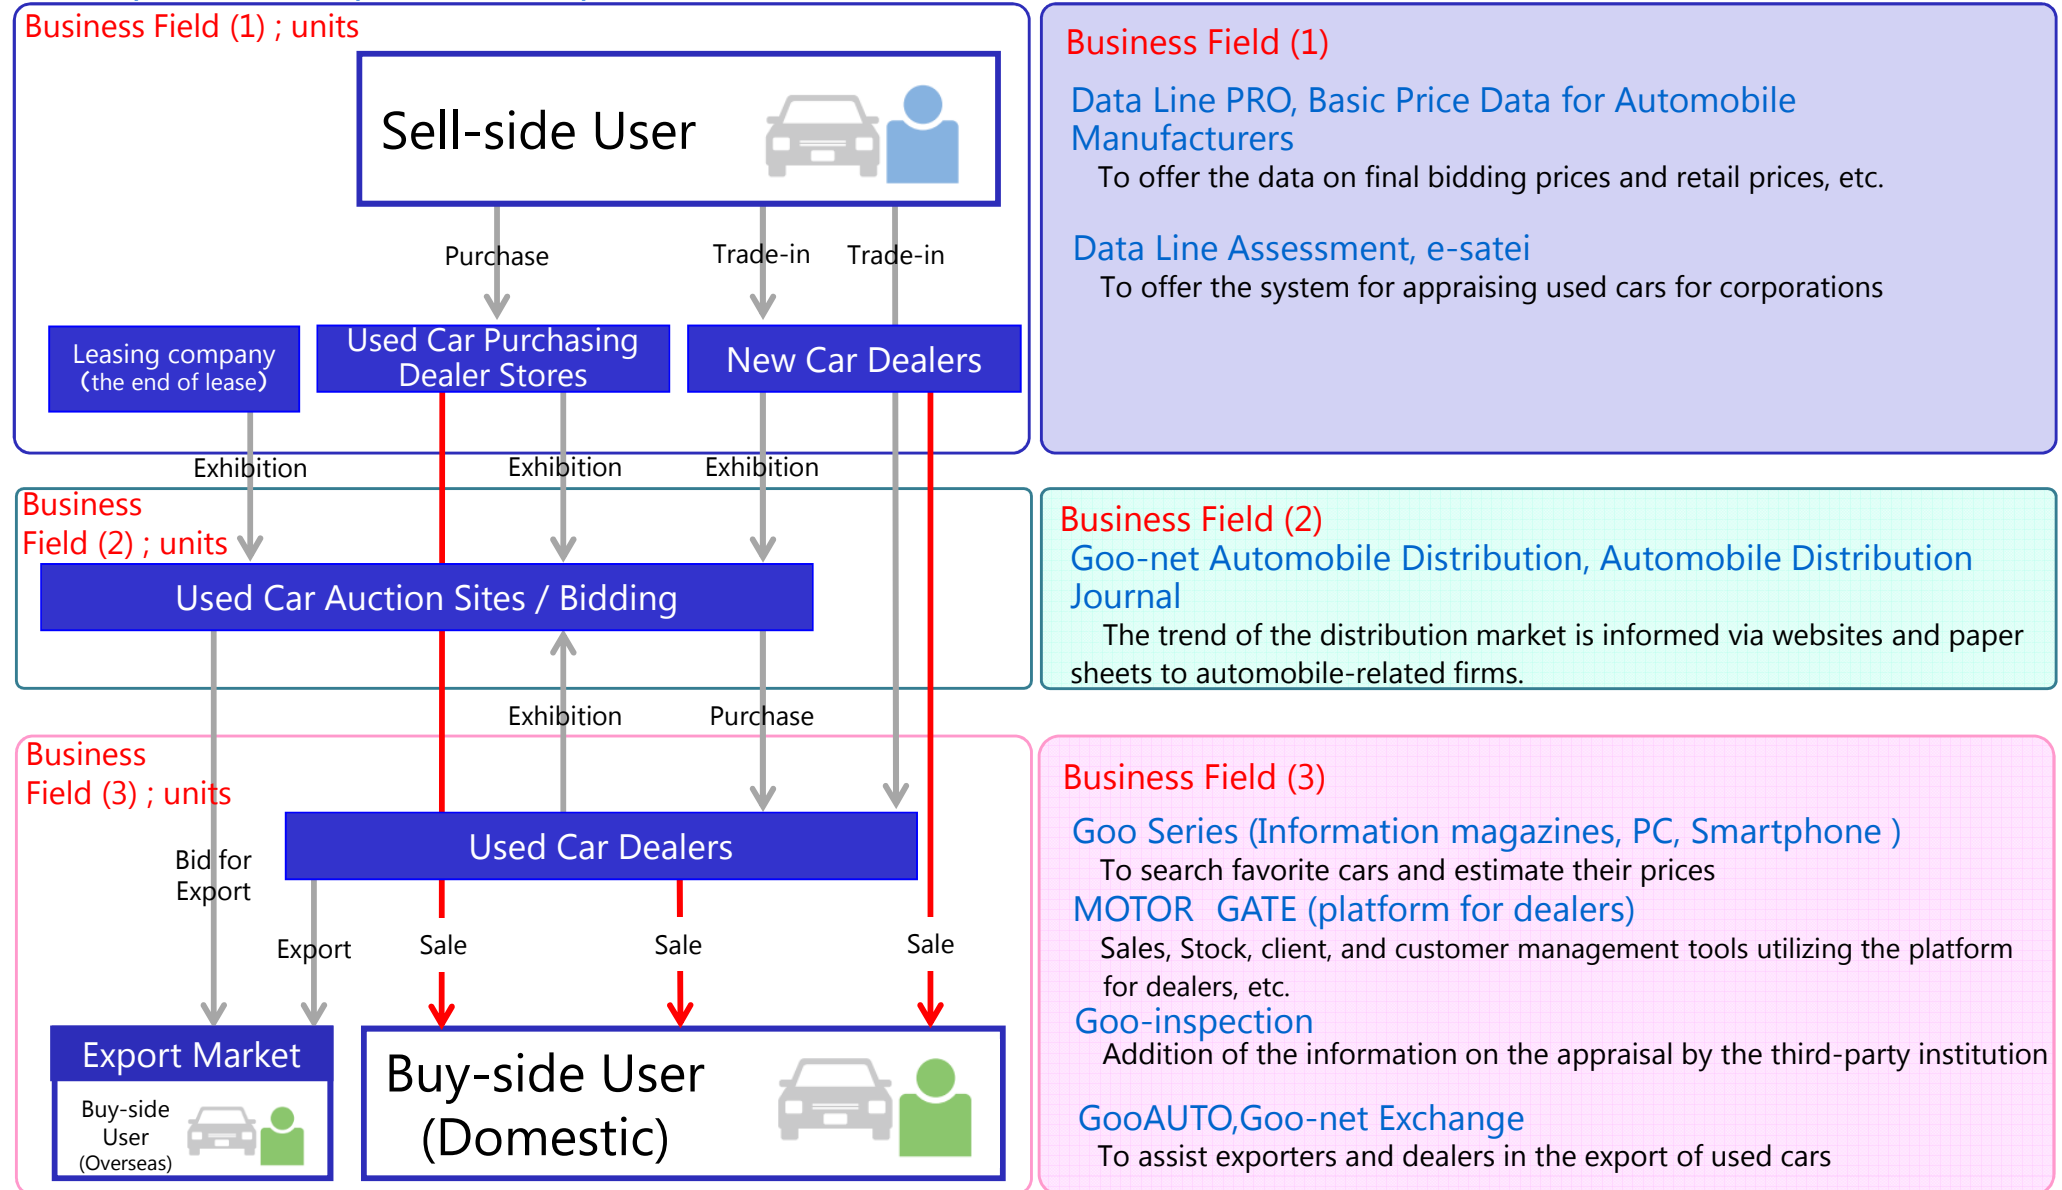 Business Field (1) ; units
Sell-side User
Purchase
Trade-in
Trade-in
Leasing company
(the end of lease)
Used Car Purchasing
Dealer Stores
New Car Dealers
Exhibition
Exhibition
Exhibition
Business
Field (2) ; units
Used Car Auction Sites / Bidding
Exhibition
Purchase
Business
Field (3) ; units
Used Car Dealers
Bid for
Export
Export
Sale
Sale
Sale
Export Market
Buy-side
User
(Overseas)
Buy-side User
(Domestic)
Business Field (1)
Data Line PRO, Basic Price Data for Automobile
Manufacturers
To offer the data on final bidding prices and retail prices, etc.
Data Line Assessment, e-satei
To offer the system for appraising used cars for corporations
Business Field (2)
Goo-net Automobile Distribution, Automobile Distribution
Journal
The trend of the distribution market is informed via websites and paper
sheets to automobile-related firms.
Business Field (3)
Goo Series (Information magazines, PC, Smartphone )
To search favorite cars and estimate their prices
MOTOR GATE (platform for dealers)
Sales, Stock, client, and customer management tools utilizing the platform
for dealers, etc.
Goo-inspection
Addition of the information on the appraisal by the third-party institution
GooAUTO,Goo-net Exchange
To assist exporters and dealers in the export of used cars